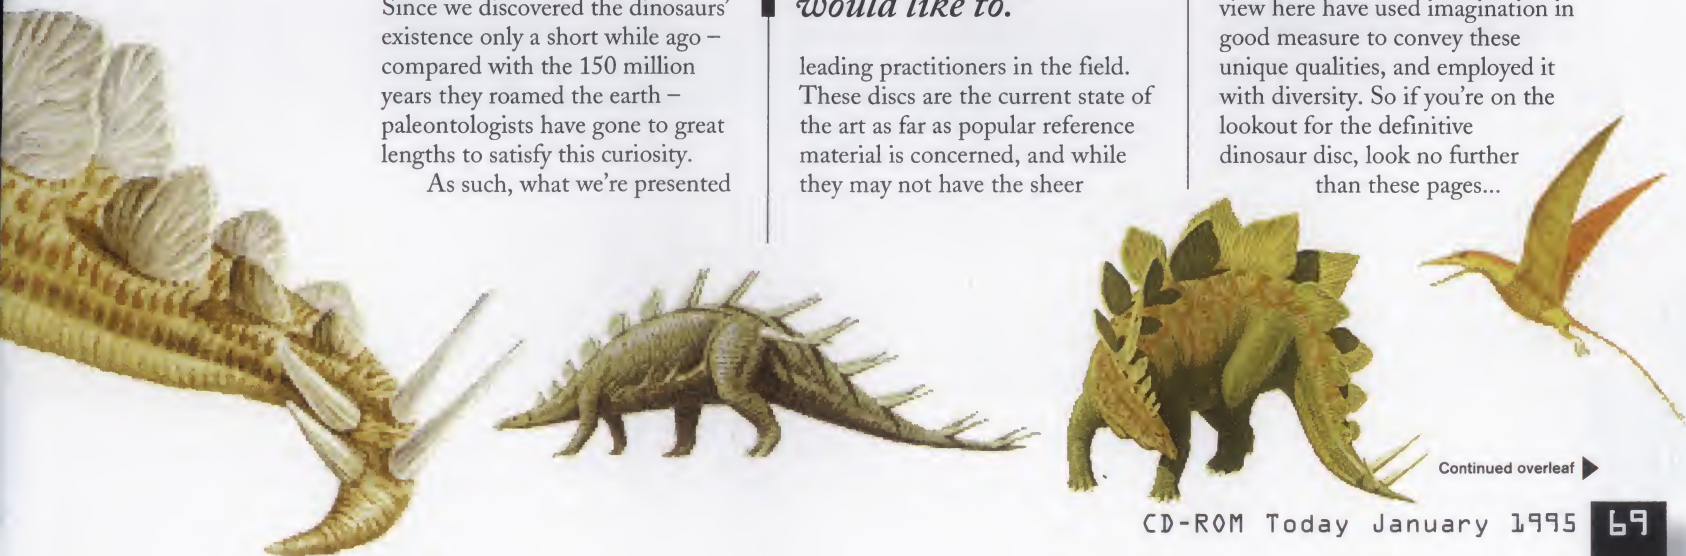 Since we discovered the dinosaurs'
existence only a short while ago –
compared with the 150 million
years they roamed the earth –
paleontologists have gone to great
lengths to satisfy this curiosity.
As such, what we're presented
would like to.
leading practitioners in the field.
These discs are the current state of
the art as far as popular reference
material is concerned, and while
they may not have the sheer
view here have used imagination in
good measure to convey these
unique qualities, and employed it
with diversity. So if you're on the
lookout for the definitive
dinosaur disc, look no further
than these pages...
Continued overleaf
CD-ROM Today January 1995 69